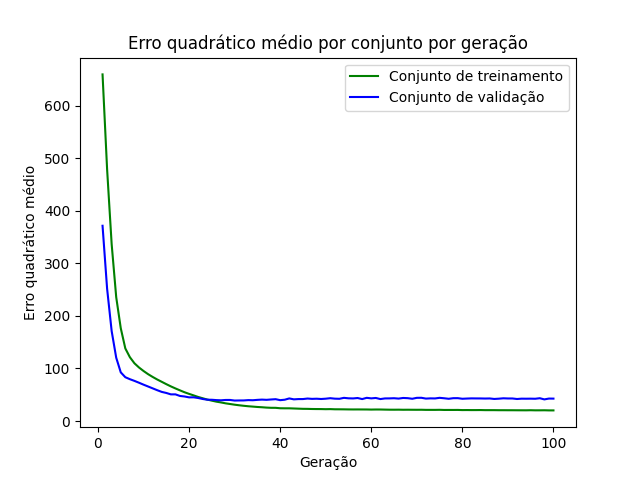 Erro quadrático médio por conjunto por geração
Conjunto de treinamento
Conjunto de validação
Erro quadrático médio
600
500
400
300
200
100
0
0 20 40 60 80 100
Geração